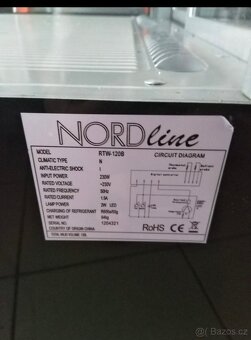 NORDline
MODEL RTW-120B
CLIMATIC TYPE N
ANTI-ELECTRIC SHOCK I
INPUT POWER 230W
RATED VOLTAGE ~230V
RATED FREQUENCY 50Hz
RATED CURRENT 1.5A
LAMP POWER 2W LED
CHARGING OF REFRIGERANT
NET WEIGHT
SERIAL NO. 1204321
COUNTRY OF ORIGIN CHINA
CIRCUIT DIAGRAM
RoHS CE
sbazos.cz